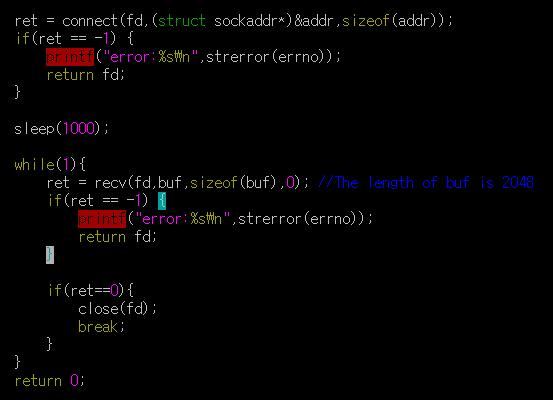 ret = connect(fd,(struct sockaddr*)&addr,sizeof(addr));
if(ret == -1) {
printf("error:%s₩n",strerror(errno));
return fd;
}
sleep(1000);
while(1){
ret = recv(fd,buf,sizeof(buf),0); //The length of buf is 2048
if(ret == -1) {
printf("error:%s₩n",strerror(errno));
return fd;
}
if(ret==0){
close(fd);
break;
}
}
return 0;